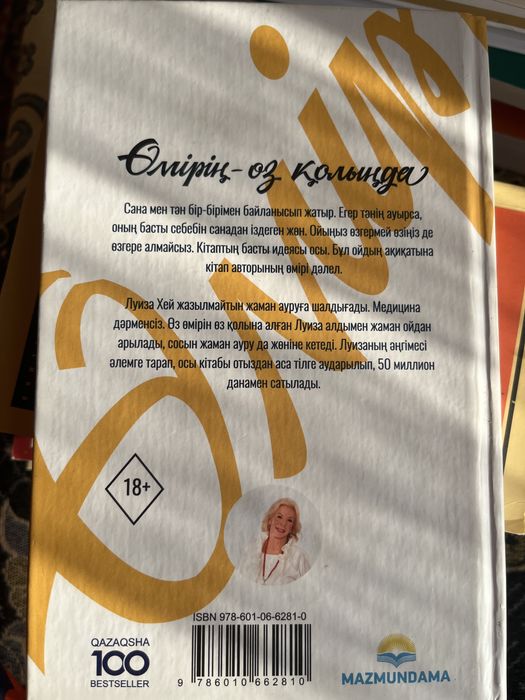 Өмірің - өз қолыңда
Сана мен тән бір-бірімен байланысып жатыр. Егер тәнің ауырса,
оның басты себебін санадан іздеген жөн. Ойыңыз өзгермей өзіңіз де
өзгере алмайсыз. Кітаптың басты идеясы осы. Бұл ойдың ақиқатына
кітап авторының өмірі дәлел.
Луиза Хей жазылмайтын жаман ауруға шалдығады. Медицина
дәрменсіз. Өз өмірін өз қолына алған Луиза алдымен жаман ойдан
арылады, сосын жаман ауру да жөніне кетеді. Луизаның әңгімесі
әлемге тарап, осы кітабы отыздан аса тілге аударылып, 50 миллион
данамен сатылады.
18+
ISBN 978-601-06-6281-0
9 786010 662810
QAZAQSHA
100
BESTSELLER
MAZMUNDAMA